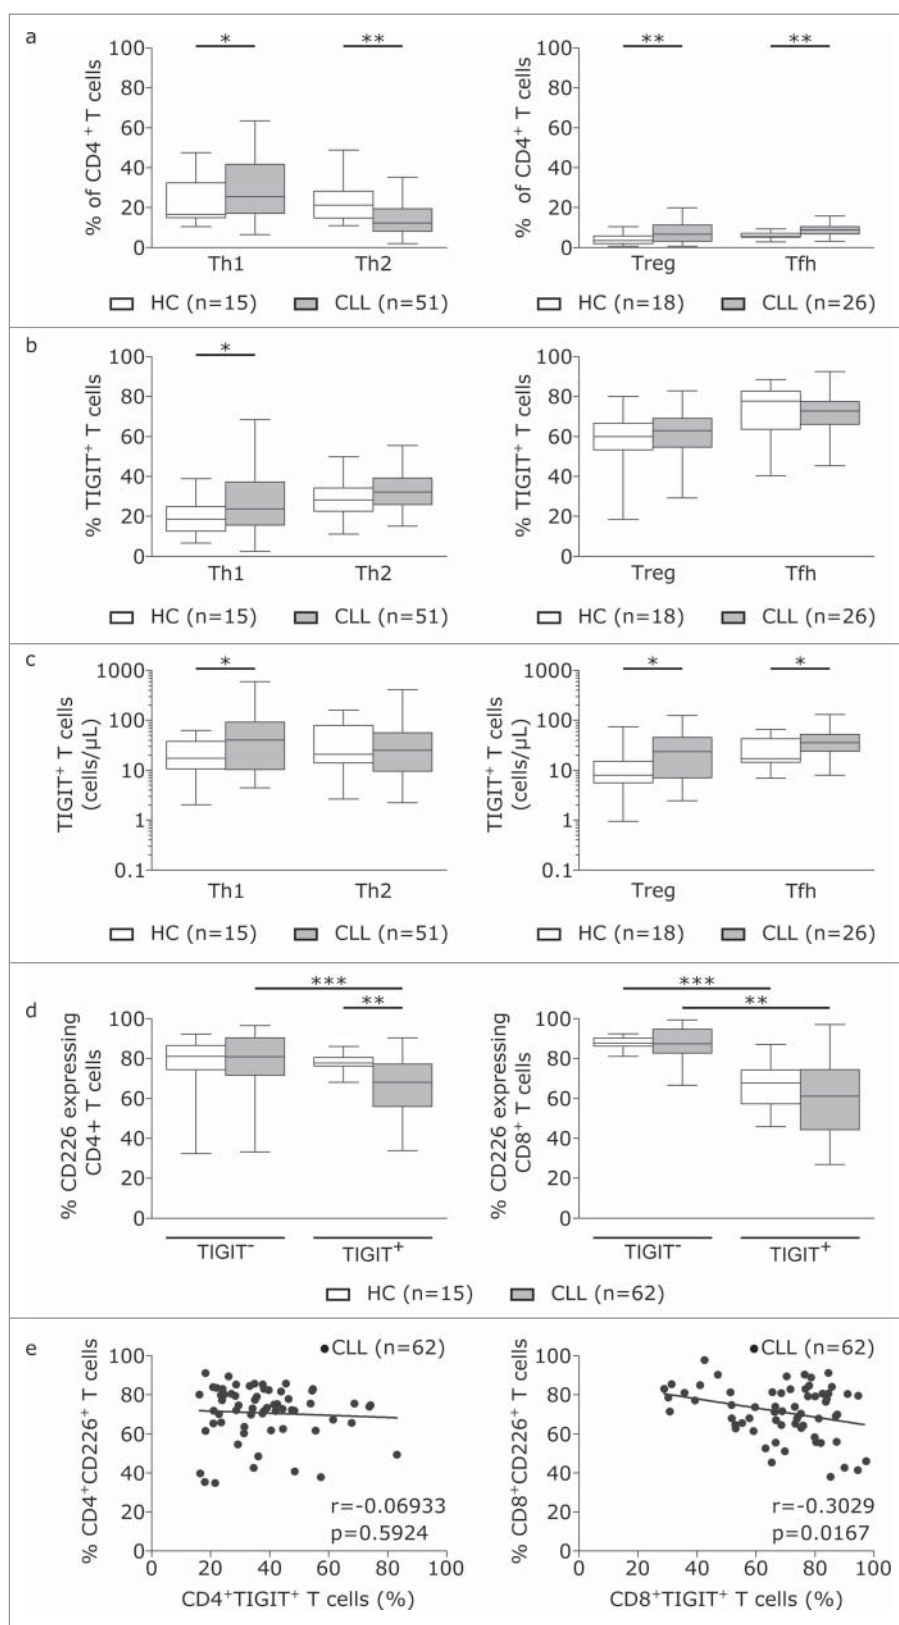 a
% of CD4 + T cells
100
80
60
40
20
0
*
**
Th1
Th2
HC (n=15)
CLL (n=51)
% of CD4+ T cells
100
80
60
40
20
0
**
**
Treg
Tfh
HC (n=18)
CLL (n=26)
b
% TIGIT+ T cells
100
80
60
40
20
0
*
Th1
Th2
HC (n=15)
CLL (n=51)
% TIGIT+ T cells
100
80
60
40
20
0
Treg
Tfh
HC (n=18)
CLL (n=26)
c
TIGIT+ T cells
(cells/µL)
1000
100
10
1
0.1
*
Th1
Th2
HC (n=15)
CLL (n=51)
TIGIT+ T cells
(cells/µL)
1000
100
10
1
0.1
*
*
Treg
Tfh
HC (n=18)
CLL (n=26)
d
% CD226 expressing
CD4+ T cells
100
80
60
40
20
0
***
**
TIGIT-
TIGIT+
% CD226 expressing
CD8+ T cells
100
80
60
40
20
0
***
**
TIGIT-
TIGIT+
HC (n=15)
CLL (n=62)
e
% CD4+CD226+ T cells
100
80
60
40
20
0
CLL (n=62)
r=-0.06933
p=0.5924
0 20 40 60 80 100
CD4+TIGIT+ T cells (%)
% CD8+CD226+ T cells
100
80
60
40
20
0
CLL (n=62)
r=-0.3029
p=0.0167
0 20 40 60 80 100
CD8+TIGIT+ T cells (%)